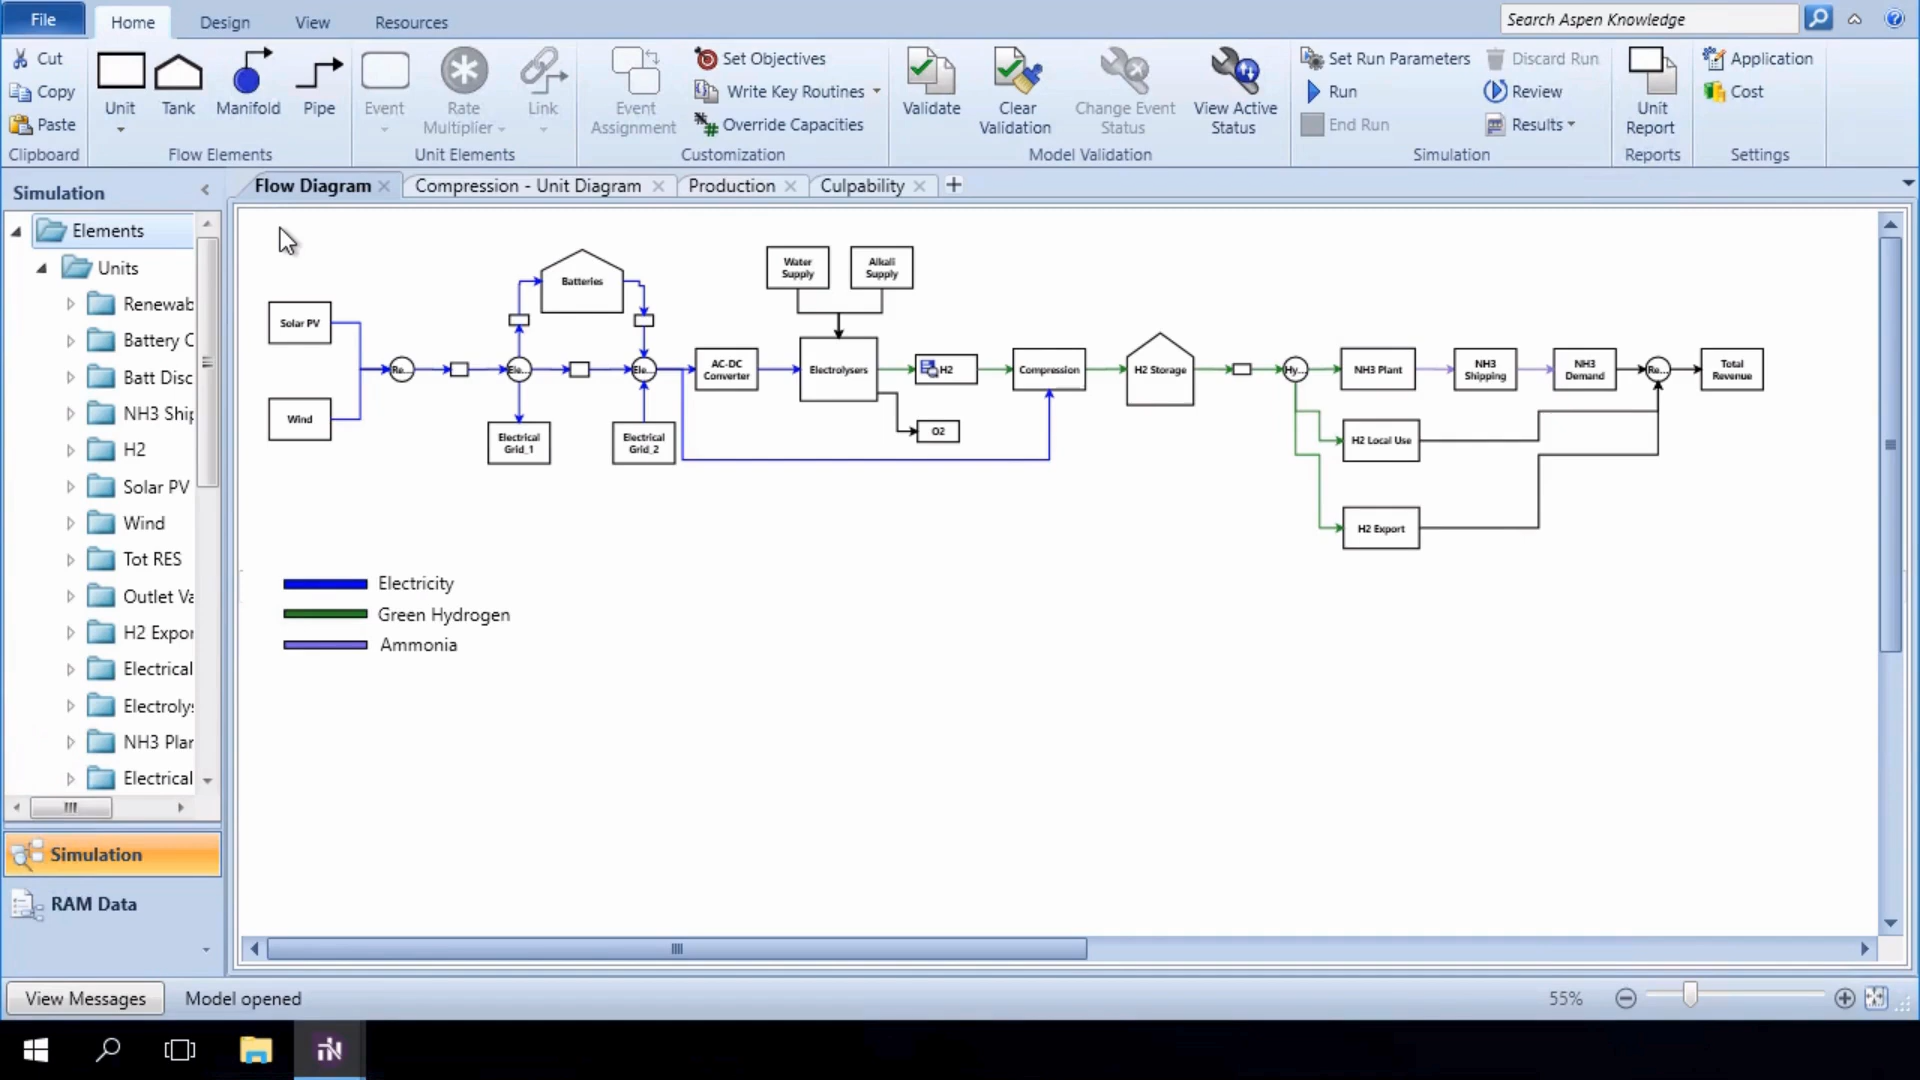 File
Home
Design
View
Resources
Search Aspen Knowledge
Cut
Copy
Paste
Clipboard
Unit
Tank
Manifold
Pipe
Flow Elements
Event
Rate
Multiplier
Link
Unit Elements
Event
Assignment
Set Objectives
Write Key Routines
Override Capacities
Customization
Validate
Clear
Validation
Change Event
Status
View Active
Status
Model Validation
Set Run Parameters
Run
End Run
Discard Run
Review
Results
Simulation
Unit
Report
Reports
Application
Cost
Settings
Simulation
Flow Diagram
Compression - Unit Diagram
Production
Culpability
Elements
Units
Renewab
Battery C
Batt Disc
NH3 Ship
H2
Solar PV
Wind
Tot RES
Outlet Va
H2 Expor
Electrical
Electrolys
NH3 Plan
Electrical
Simulation
RAM Data
Solar PV
Wind
Re...
Ele...
Batteries
Ele...
Electrical
Grid_1
Electrical
Grid_2
AC-DC
Converter
Water
Supply
Alkali
Supply
Electrolysers
H2
O2
Compression
H2 Storage
Hy...
NH3 Plant
NH3
Shipping
NH3
Demand
Re...
Total
Revenue
H2 Local Use
H2 Export
Electricity
Green Hydrogen
Ammonia
View Messages
Model opened
55%